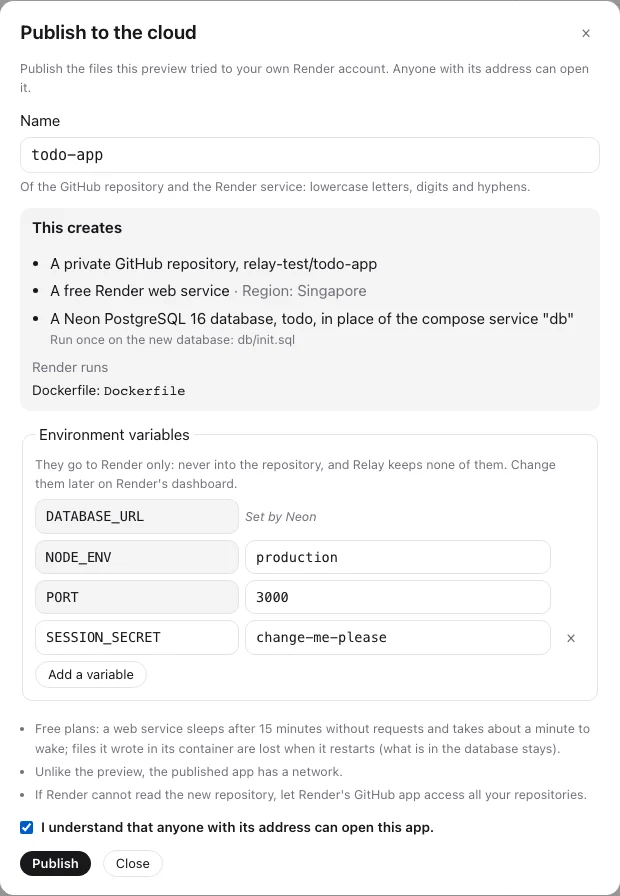 Publish to the cloud
×
Publish the files this preview tried to your own Render account. Anyone with its address can open
it.
Name
todo-app
Of the GitHub repository and the Render service: lowercase letters, digits and hyphens.
This creates
• A private GitHub repository, relay-test/todo-app
• A free Render web service · Region: Singapore
• A Neon PostgreSQL 16 database, todo, in place of the compose service "db"
Run once on the new database: db/init.sql
Render runs
Dockerfile: Dockerfile
Environment variables
They go to Render only: never into the repository, and Relay keeps none of them. Change
them later on Render's dashboard.
DATABASE_URL Set by Neon
NODE_ENV production
PORT 3000
SESSION_SECRET change-me-please ×
Add a variable
• Free plans: a web service sleeps after 15 minutes without requests and takes about a minute to
wake; files it wrote in its container are lost when it restarts (what is in the database stays).
• Unlike the preview, the published app has a network.
• If Render cannot read the new repository, let Render's GitHub app access all your repositories.
I understand that anyone with its address can open this app.
Publish Close